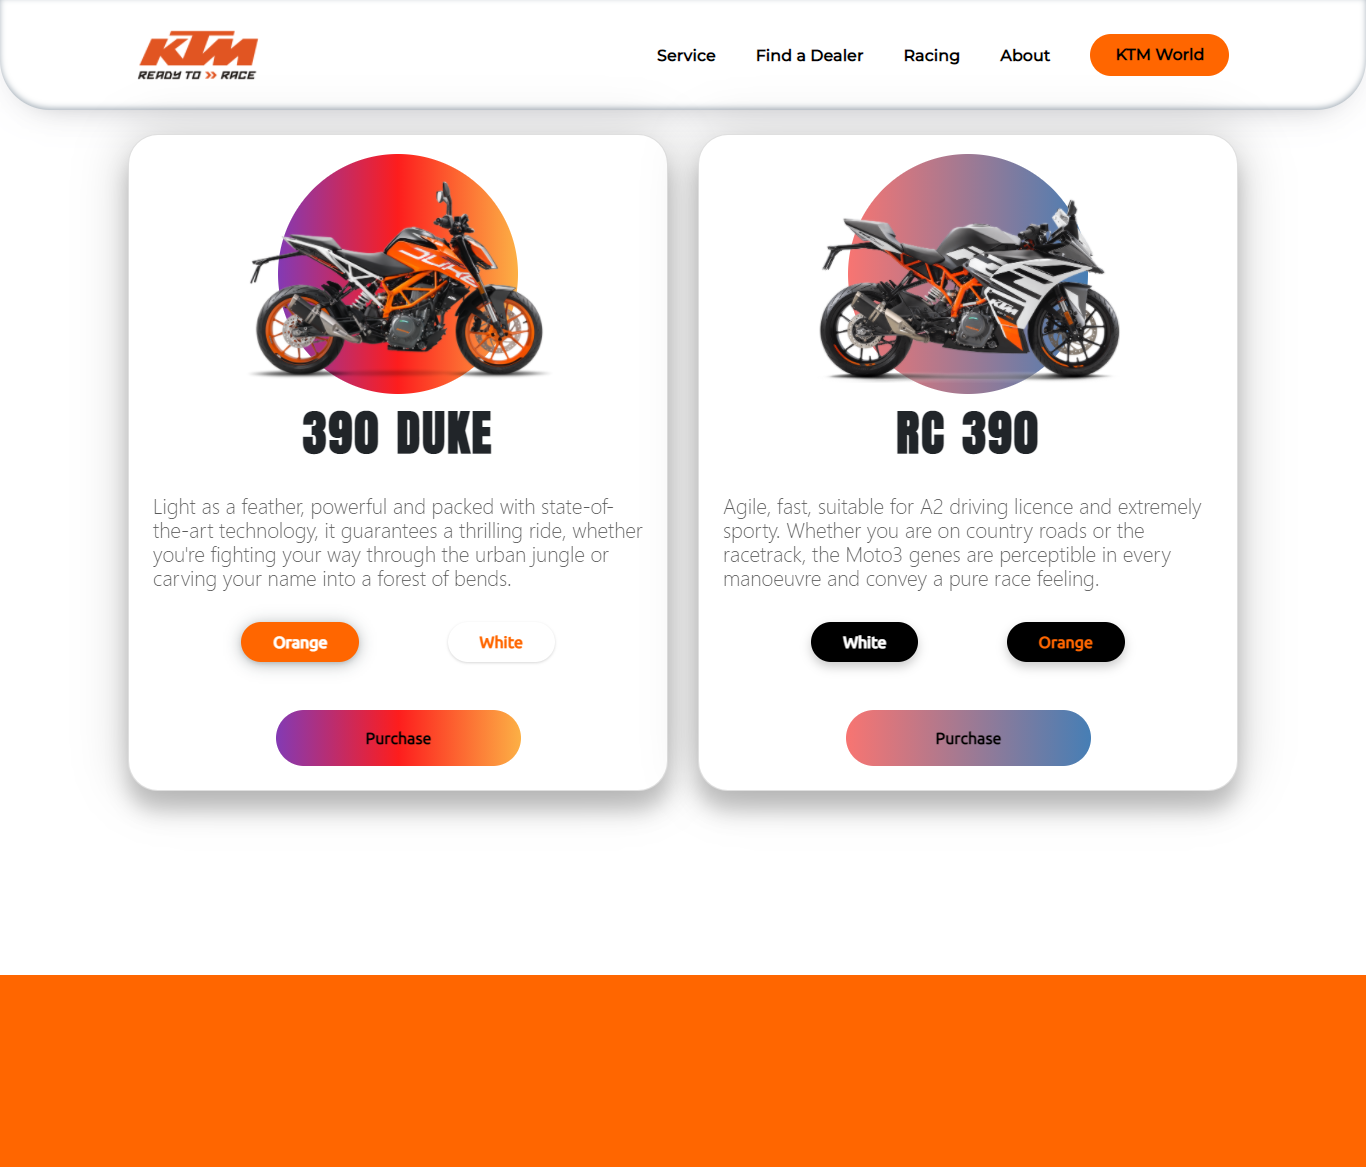 KTM
READY TO >> RACE
Service
Find a Dealer
Racing
About
KTM World
DUKE
390 DUKE
Light as a feather, powerful and packed with state-of-
the-art technology, it guarantees a thrilling ride, whether
you're fighting your way through the urban jungle or
carving your name into a forest of bends.
Orange
White
Purchase
KTM
RC 390
Agile, fast, suitable for A2 driving licence and extremely
sporty. Whether you are on country roads or the
racetrack, the Moto3 genes are perceptible in every
manoeuvre and convey a pure race feeling.
White
Orange
Purchase